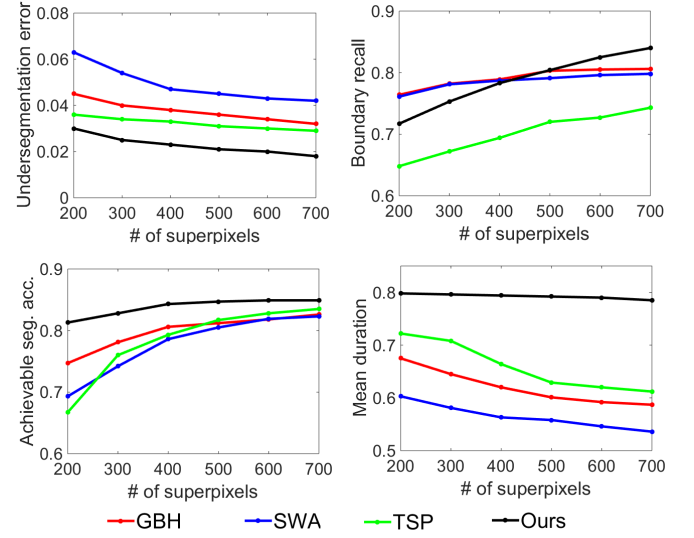 Undersegmentation error
0.08
0.06
0.04
0.02
0
200 300 400 500 600 700
# of superpixels
Boundary recall
0.9
0.8
0.7
0.6
200 300 400 500 600 700
# of superpixels
Achievable seg. acc.
0.9
0.8
0.7
0.6
200 300 400 500 600 700
# of superpixels
Mean duration
0.8
0.7
0.6
0.5
200 300 400 500 600 700
# of superpixels
GBH SWA TSP Ours